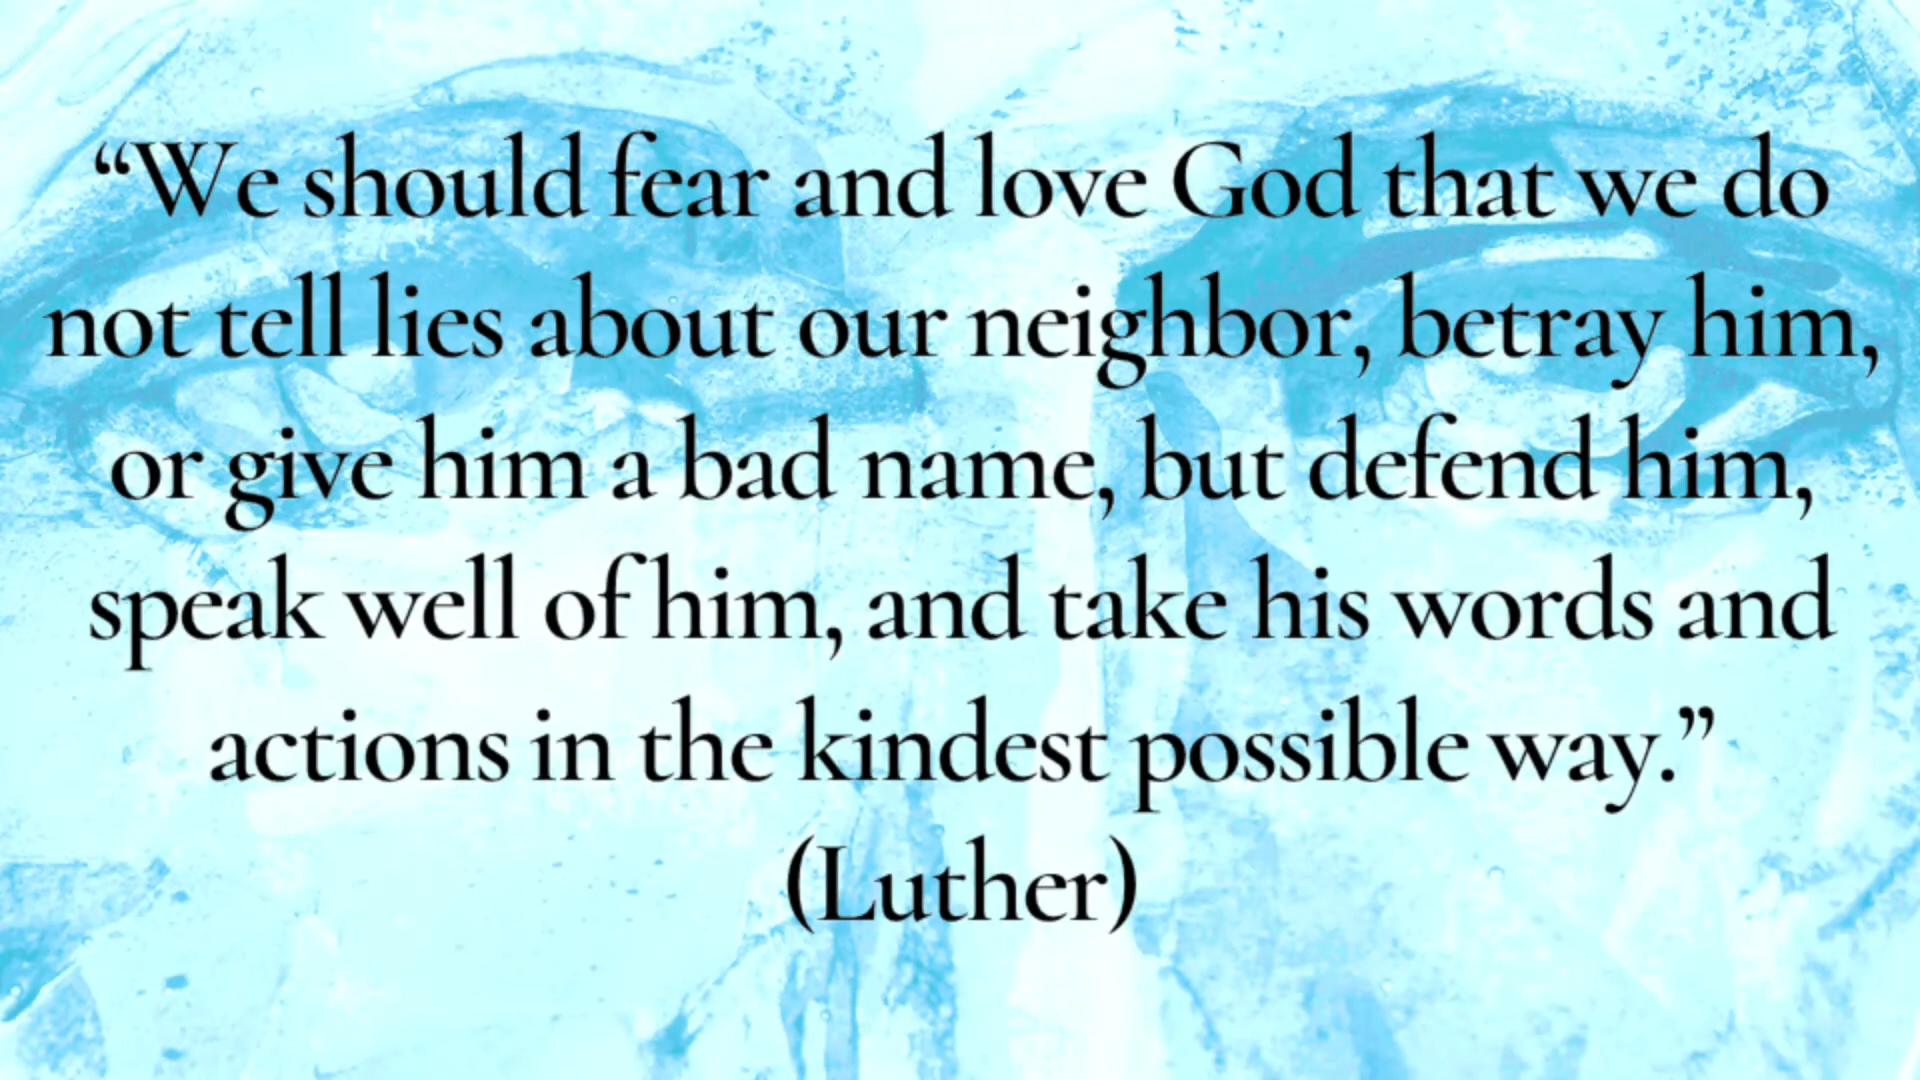 “We should fear and love God that we do
not tell lies about our neighbor, betray him,
or give him a bad name, but defend him,
speak well of him, and take his words and
actions in the kindest possible way.”
(Luther)